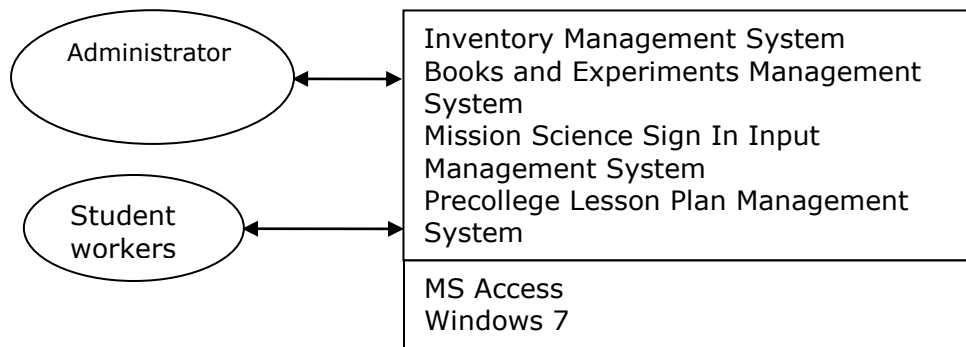 Administrator
Student
workers
Inventory Management System
Books and Experiments Management
System
Mission Science Sign In Input
Management System
Precollege Lesson Plan Management
System
MS Access
Windows 7